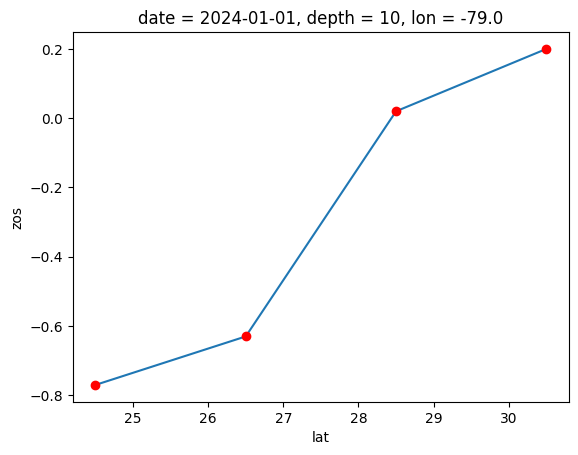 date = 2024-01-01, depth = 10, lon = -79.0
zos
0.2
0.0
−0.2
−0.4
−0.6
−0.8
25 26 27 28 29 30
lat